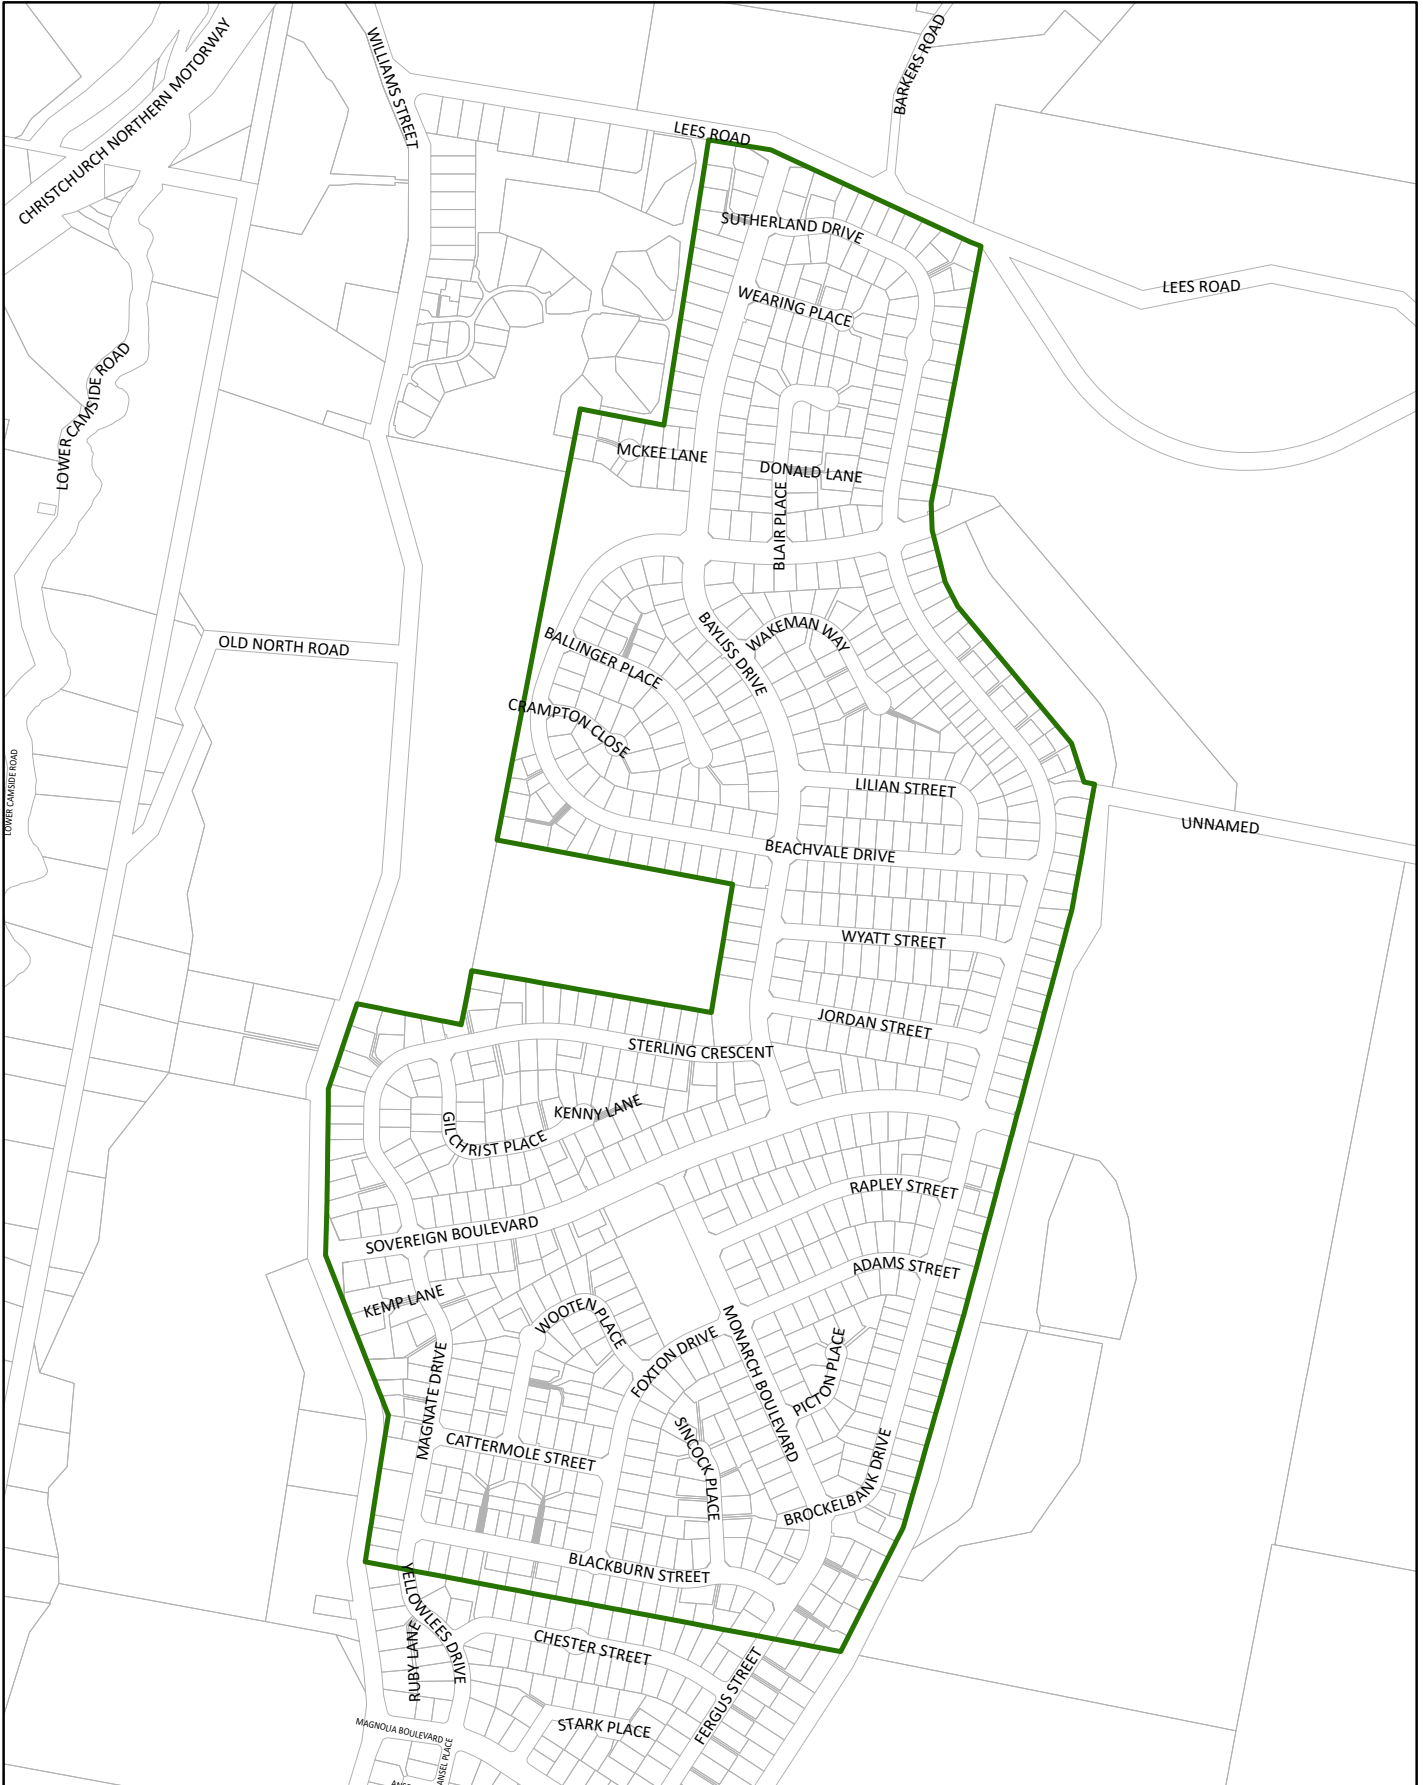 WILLIAMS STREET
CHRISTCHURCH NORTHERN MOTORWAY
BARKERS ROAD
LEES ROAD
SUTHERLAND DRIVE
LEES ROAD
WEARING PLACE
LOWER CAMSIDE ROAD
MCKEE LANE
DONALD LANE
BLAIR PLACE
OLD NORTH ROAD
BALLINGER PLACE
BAYLISS DRIVE
WAKEMAN WAY
CRAMPTON CLOSE
LOWER CAMSIDE ROAD
LILIAN STREET
UNNAMED
BEACHVALE DRIVE
WYATT STREET
JORDAN STREET
STERLING CRESCENT
KENNY LANE
GILCHRIST PLACE
RAPLEY STREET
SOVEREIGN BOULEVARD
ADAMS STREET
KEMP LANE
WOOTEN PLACE
FOXTON DRIVE
MONARCH BOULEVARD
PICTON PLACE
MAGNATE DRIVE
CATTERMOLE STREET
SINCOCK PLACE
BROCKELBANK DRIVE
BLACKBURN STREET
YELLOWLEES DRIVE
RUBY LANE
CHESTER STREET
FERGUS STREET
STARK PLACE
MAGNOLIA BOULEVARD
ANSEL PLACE